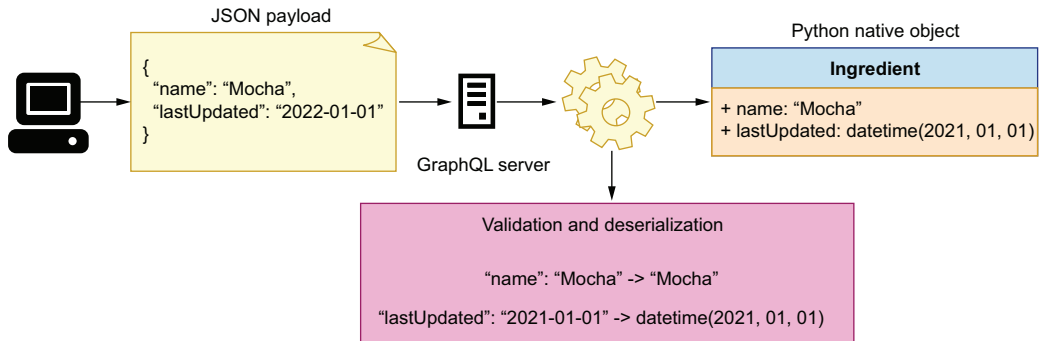 JSON payload
{
“name”: “Mocha”,
“lastUpdated”: “2022-01-01”
}
GraphQL server
Python native object
Ingredient
+ name: “Mocha”
+ lastUpdated: datetime(2021, 01, 01)
Validation and deserialization
“name”: “Mocha” -> “Mocha”
“lastUpdated”: “2021-01-01” -> datetime(2021, 01, 01)